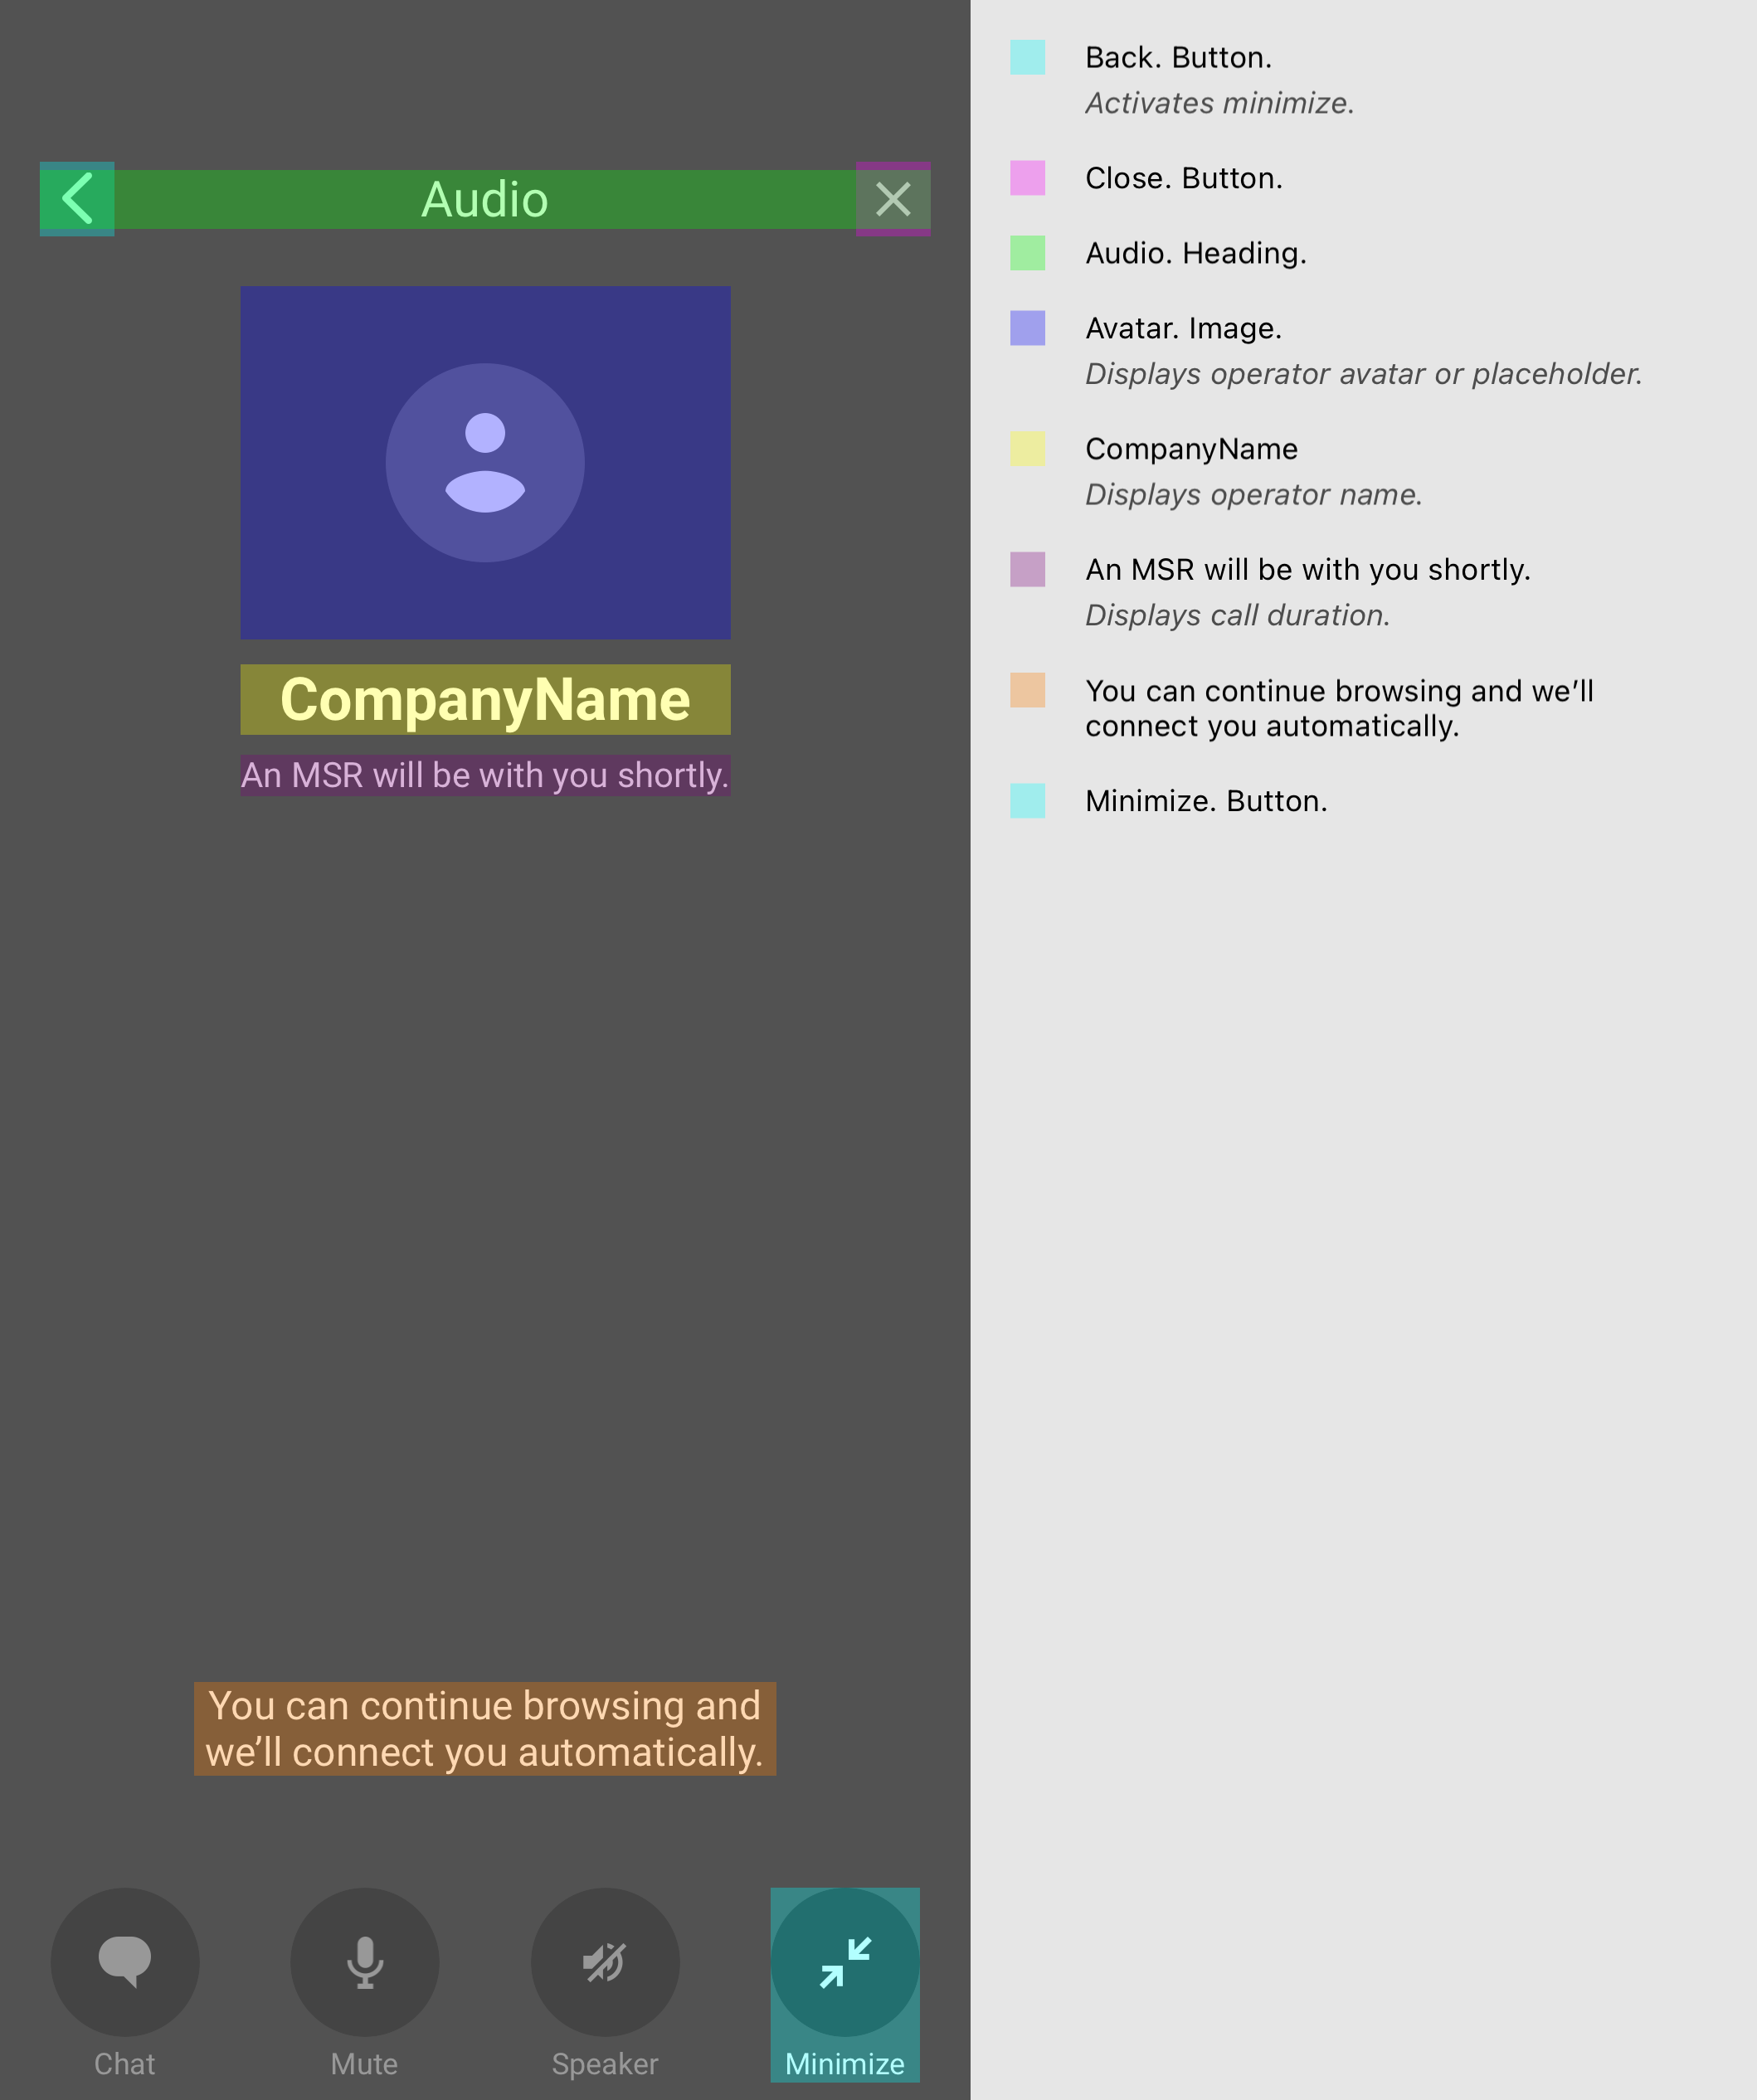 Audio
CompanyName
An MSR will be with you shortly.
You can continue browsing and
we’ll connect you automatically.
Chat
Mute
Speaker
Minimize
Back. Button.
Activates minimize.
Close. Button.
Audio. Heading.
Avatar. Image.
Displays operator avatar or placeholder.
CompanyName
Displays operator name.
An MSR will be with you shortly.
Displays call duration.
You can continue browsing and we’ll
connect you automatically.
Minimize. Button.